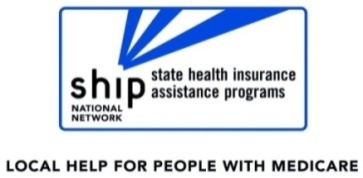 ship
NATIONAL
NETWORK
state health insurance
assistance programs
LOCAL HELP FOR PEOPLE WITH MEDICARE